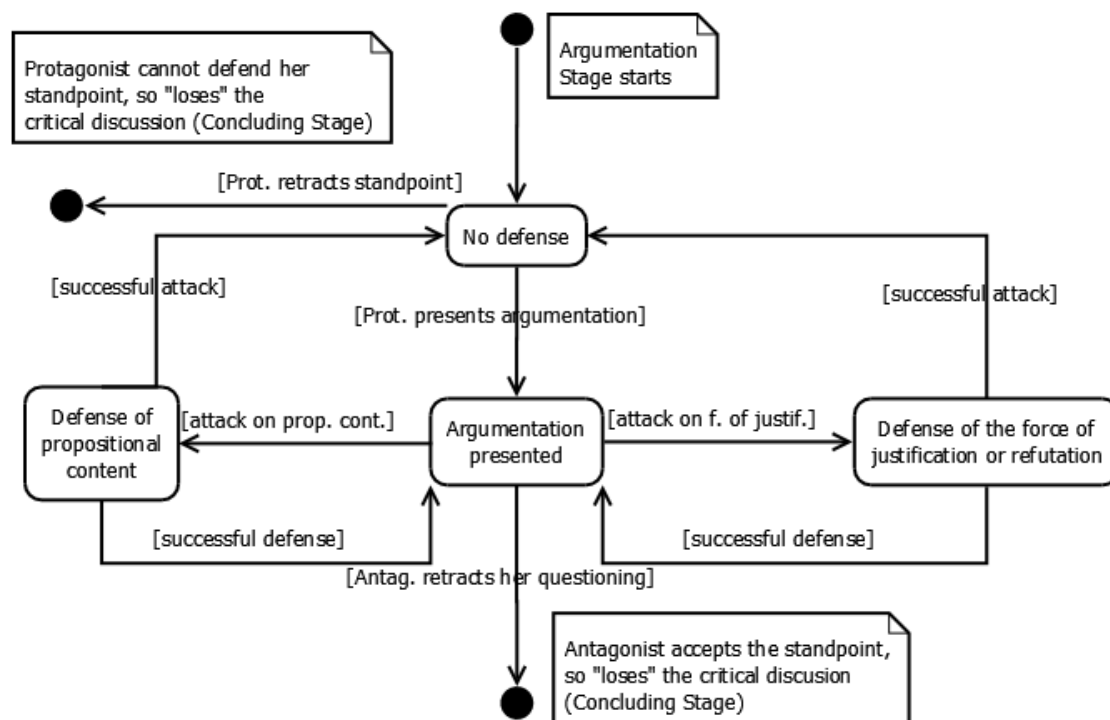 Argumentation
Stage starts
Protagonist cannot defend her
standpoint, so "loses" the
critical discussion (Concluding Stage)
[Prot. retracts standpoint]
No defense
[successful attack]
[successful attack]
[Prot. presents argumentation]
Defense of
propositional
content
[attack on prop. cont.]
Argumentation
presented
[attack on f. of justif.]
Defense of the force of
justification or refutation
[successful defense]
[successful defense]
[Antag. retracts her questioning]
Antagonist accepts the standpoint,
so "loses" the critical discusion
(Concluding Stage)